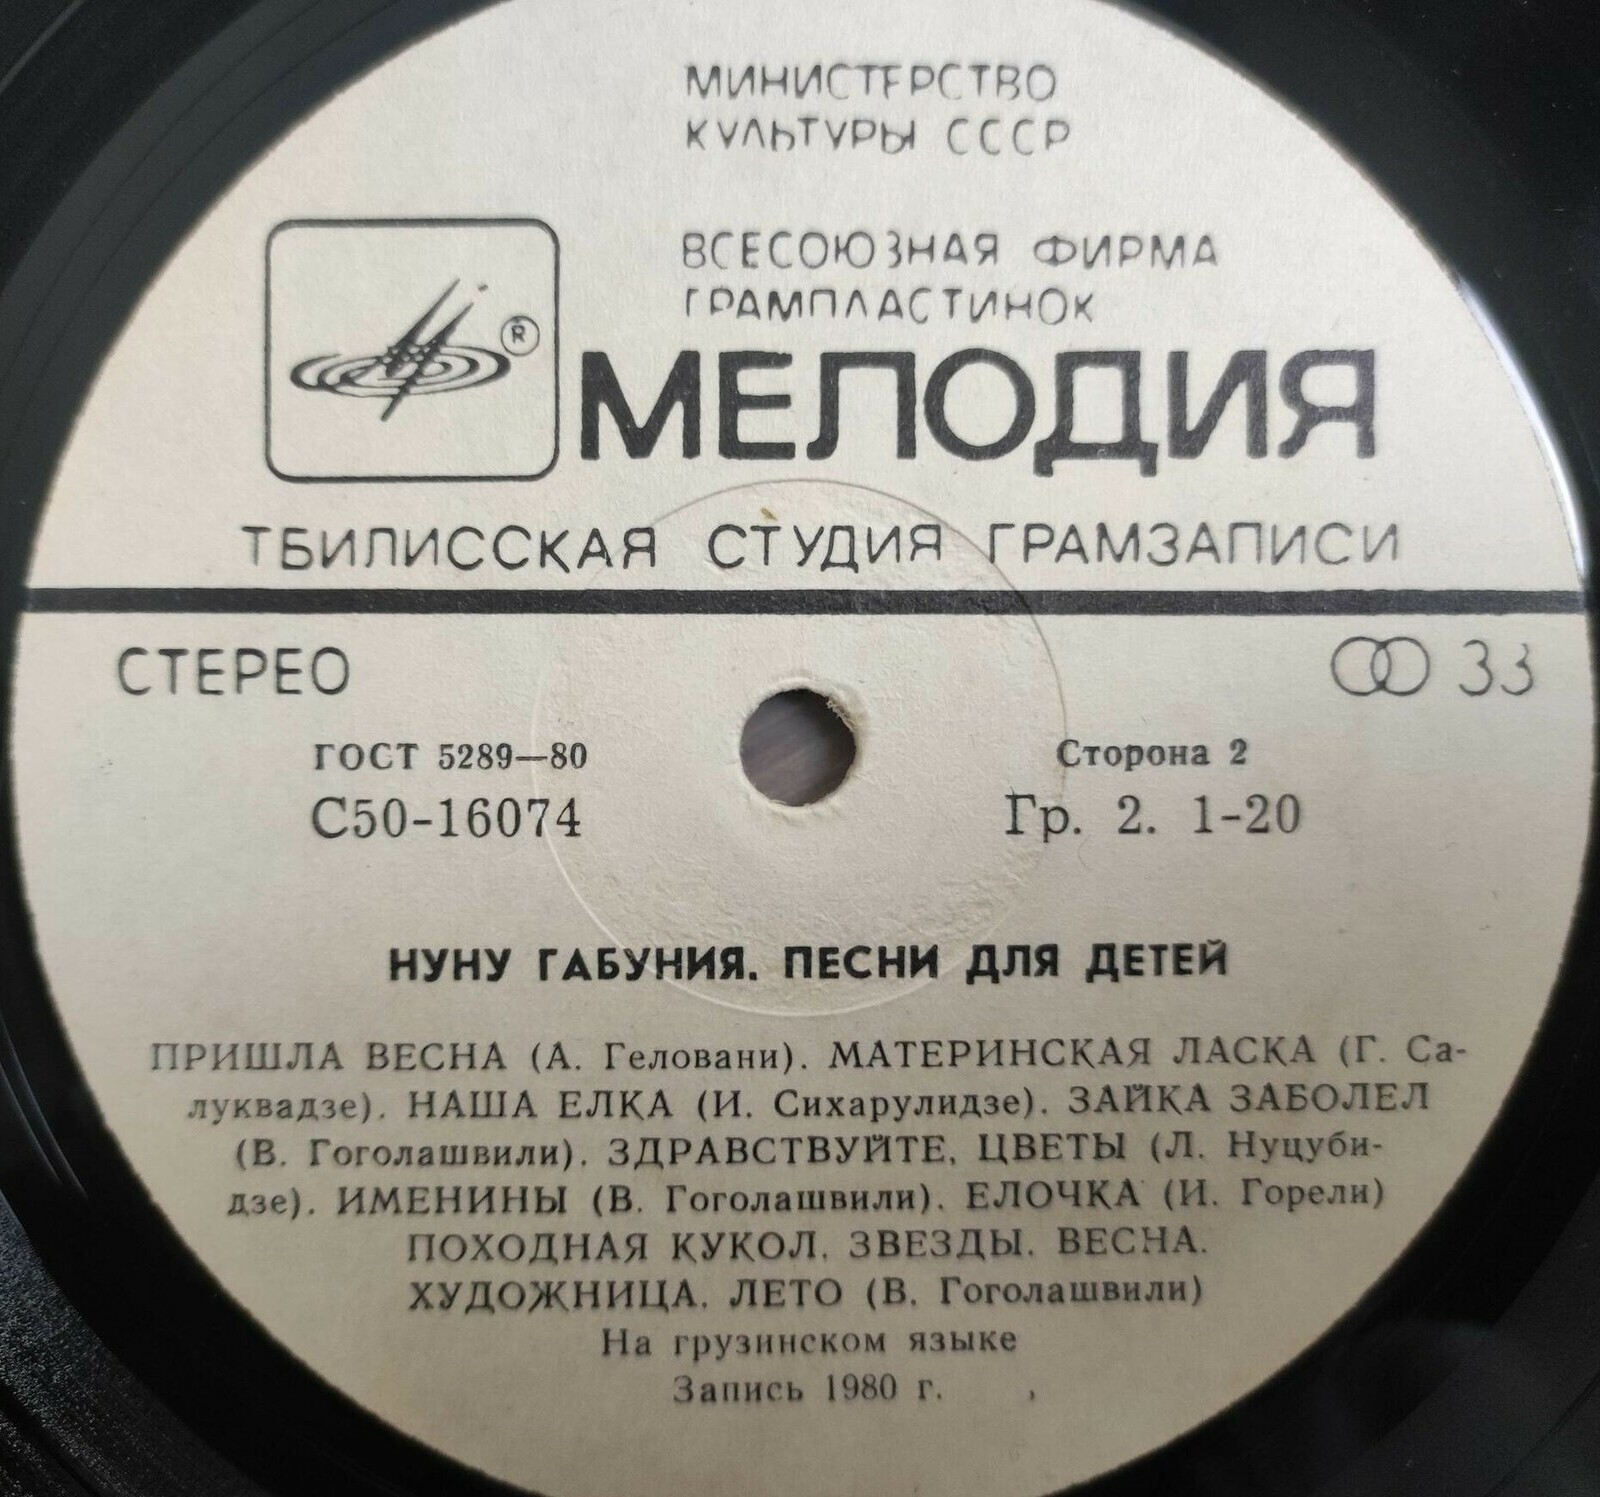 МИНИСТЕРСТВО
КУЛЬТУРЫ СССР
ВСЕСОЮЗНАЯ ФИРМА
ГРАМПЛАСТИНОК
®
МЕЛОДИЯ
ТБИЛИССКАЯ СТУДИЯ ГРАМЗАПИСИ
СТЕРЕО
33
ГОСТ 5289—80
Сторона 2
С50-16074
Гр. 2. 1-20
НУНУ ГАБУНИЯ. ПЕСНИ ДЛЯ ДЕТЕЙ
ПРИШЛА ВЕСНА (А. Геловани). МАТЕРИНСКАЯ ЛАСКА (Г. Са-
луквадзе). НАША ЕЛКА (И. Сихарулидзе). ЗАЙКА ЗАБОЛЕЛ
(В. Гоголашвили). ЗДРАВСТВУЙТЕ, ЦВЕТЫ (Л. Нуцуби-
дзе). ИМЕНИНЫ (В. Гоголашвили). ЕЛОЧКА (И. Горели)
ПОХОДНАЯ КУКОЛ. ЗВЕЗДЫ. ВЕСНА.
ХУДОЖНИЦА. ЛЕТО (В. Гоголашвили)
На грузинском языке
Запись 1980 г.